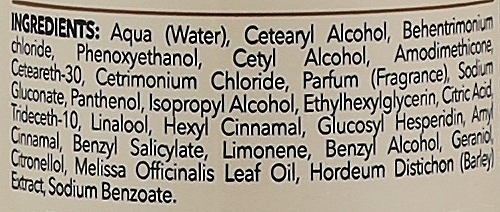 INGREDIENTS: Aqua (Water), Cetearyl Alcohol, Behentrimonium
chloride, Phenoxyethanol, Cetyl Alcohol, Amodimethicone,
Ceteareth-30, Cetrimonium Chloride, Parfum (Fragrance), Sodium
Gluconate, Panthenol, Isopropyl Alcohol, Ethylhexylglycerin, Citric Acid,
Trideceth-10, Linalool, Hexyl Cinnamal, Glucosyl Hesperidin, Amyl
Cinnamal, Benzyl Salicylate, Limonene, Benzyl Alcohol, Geraniol,
Citronellol, Melissa Officinalis Leaf Oil, Hordeum Distichon (Barley)
Extract, Sodium Benzoate.